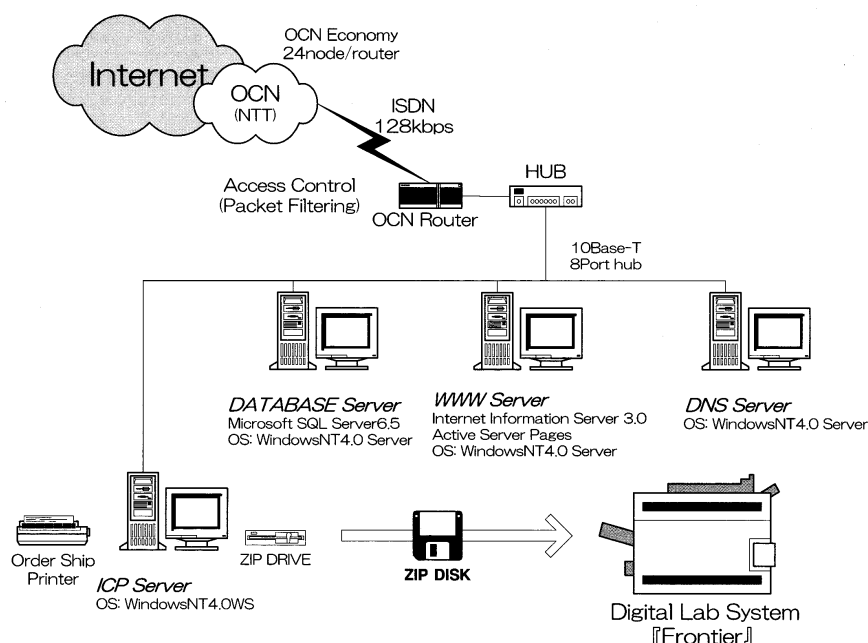 OCN Economy
24node/router
Internet
OCN
(NTT)
ISDN
128kbps
HUB
Access Control
(Packet Filtering)
OCN Router
10Base-T
8Port hub
DATABASE Server
Microsoft SQL Server6.5
OS: WindowsNT4.0 Server
WWW Server
Internet Information Server 3.0
Active Server Pages
OS: WindowsNT4.0 Server
DNS Server
OS: WindowsNT4.0 Server
Order Ship
Printer
ICP Server
OS: WindowsNT4.0WS
ZIP DRIVE
ZIP DISK
Digital Lab System
『Frontier』